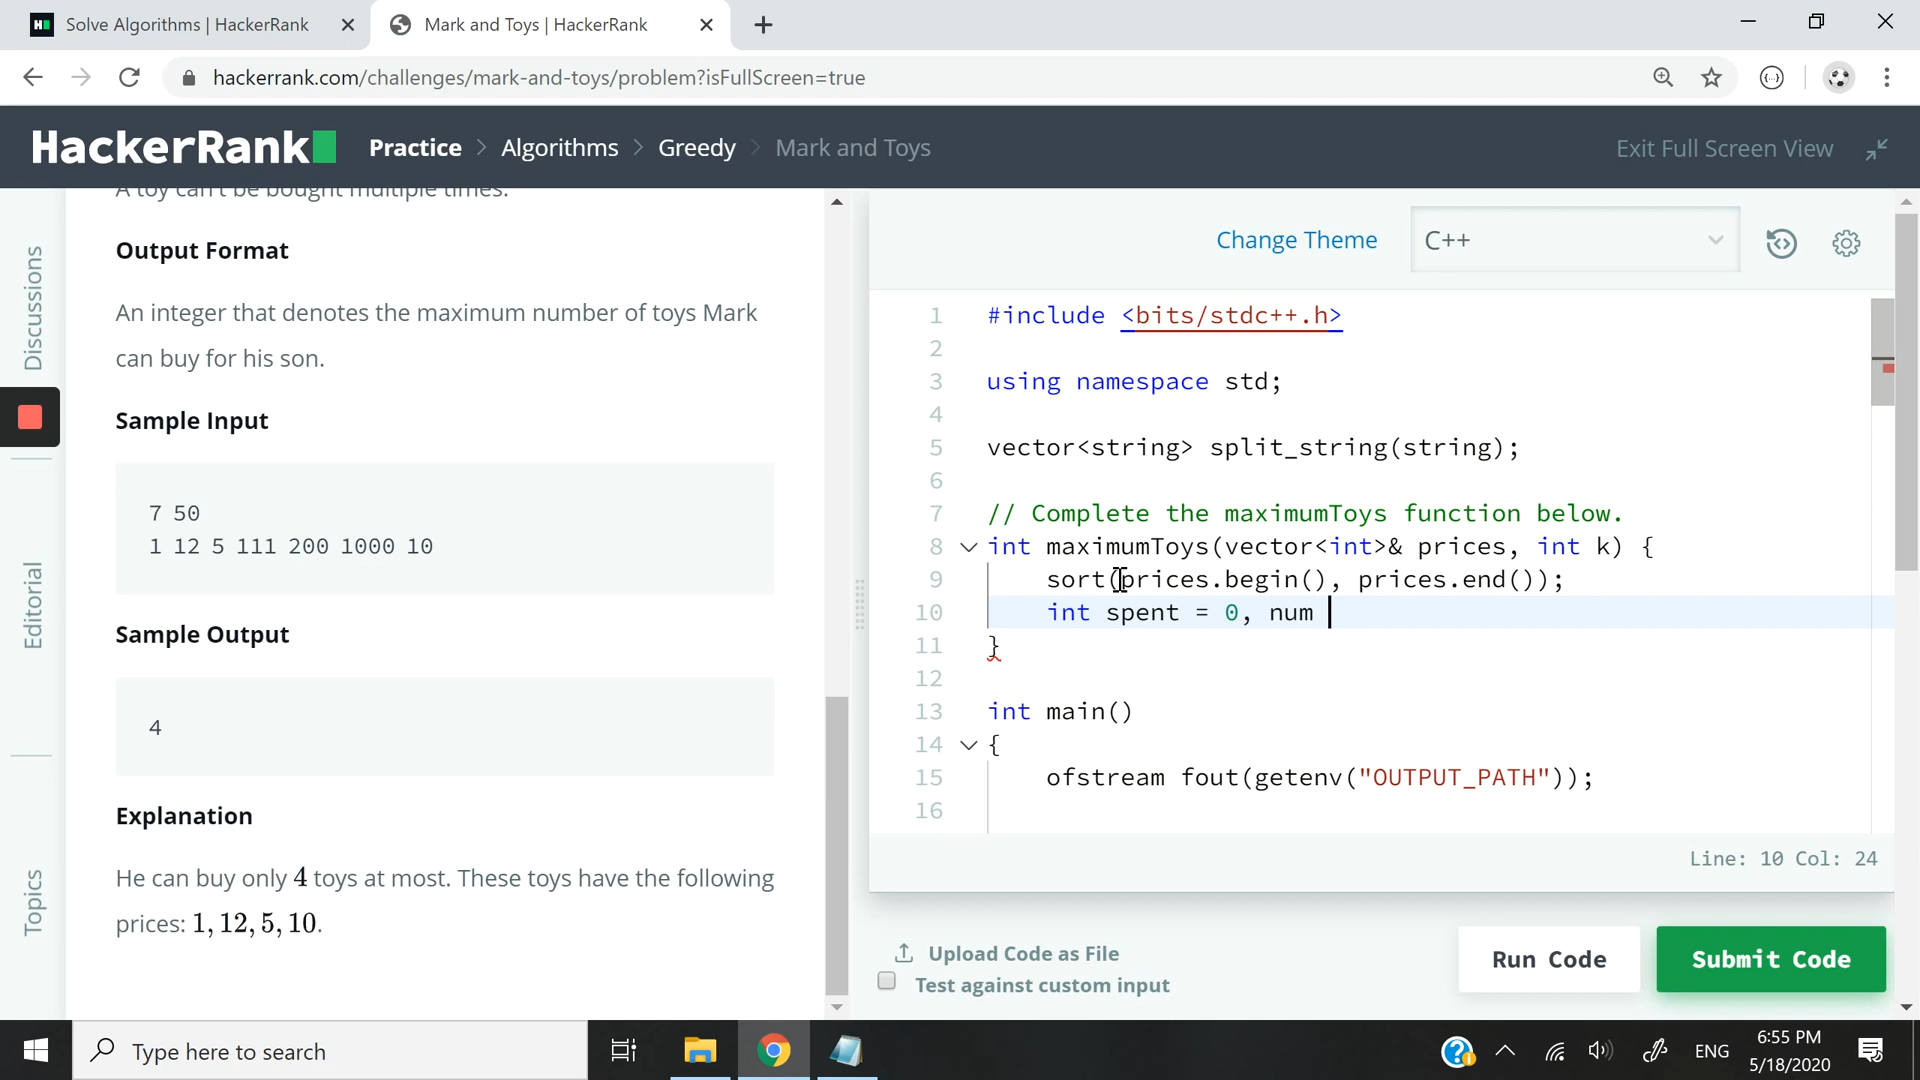 Solve Algorithms | HackerRank
Mark and Toys | HackerRank
hackerrank.com/challenges/mark-and-toys/problem?isFullScreen=true
HackerRank
Practice > Algorithms > Greedy > Mark and Toys
Exit Full Screen View
Discussions
Editorial
Topics
A toy can't be bought multiple times.
Output Format
An integer that denotes the maximum number of toys Mark
can buy for his son.
Sample Input
7 50
1 12 5 111 200 1000 10
Sample Output
4
Explanation
He can buy only 4 toys at most. These toys have the following
prices: 1, 12, 5, 10.
Change Theme
C++
1 #include <bits/stdc++.h>
2
3 using namespace std;
4
5 vector<string> split_string(string);
6
7 // Complete the maximumToys function below.
8 int maximumToys(vector<int>& prices, int k) {
9 sort(prices.begin(), prices.end());
10 int spent = 0, num
11 }
12
13 int main()
14 {
15 ofstream fout(getenv("OUTPUT_PATH"));
16
Line: 10 Col: 24
Upload Code as File
Test against custom input
Run Code
Submit Code
Type here to search
ENG
6:55 PM
5/18/2020